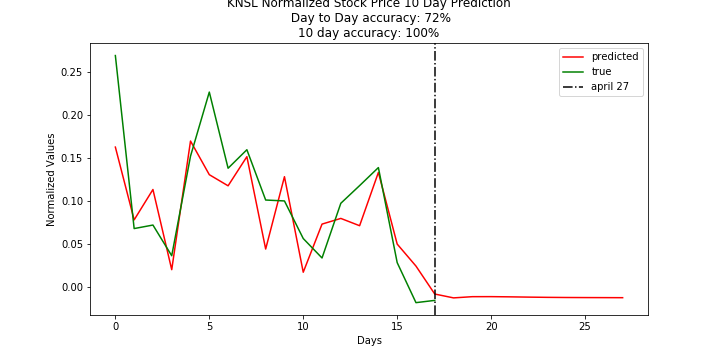 KNSL Normalized Stock Price 10 Day Prediction
Day to Day accuracy: 72%
10 day accuracy: 100%
predicted
true
april 27
Normalized Values
0.25
0.20
0.15
0.10
0.05
0.00
0 5 10 15 20 25
Days